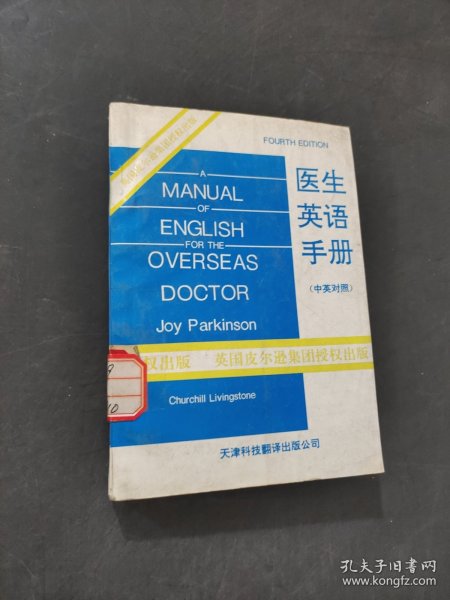 FOURTH EDITION
医生
英语
手册
(中英对照)
A
MANUAL
OF
ENGLISH
FOR THE
OVERSEAS
DOCTOR
Joy Parkinson
权出版 英国皮尔逊集团授权出版
Churchill Livingstone
天津科技翻译出版公司
孔夫子旧书网
www.kongfz.com